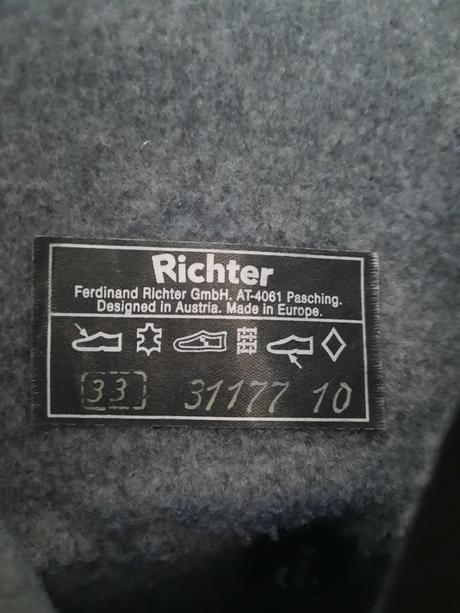 Richter
Ferdinand Richter GmbH. AT-4061 Pasching.
Designed in Austria. Made in Europe.
33 31177 10